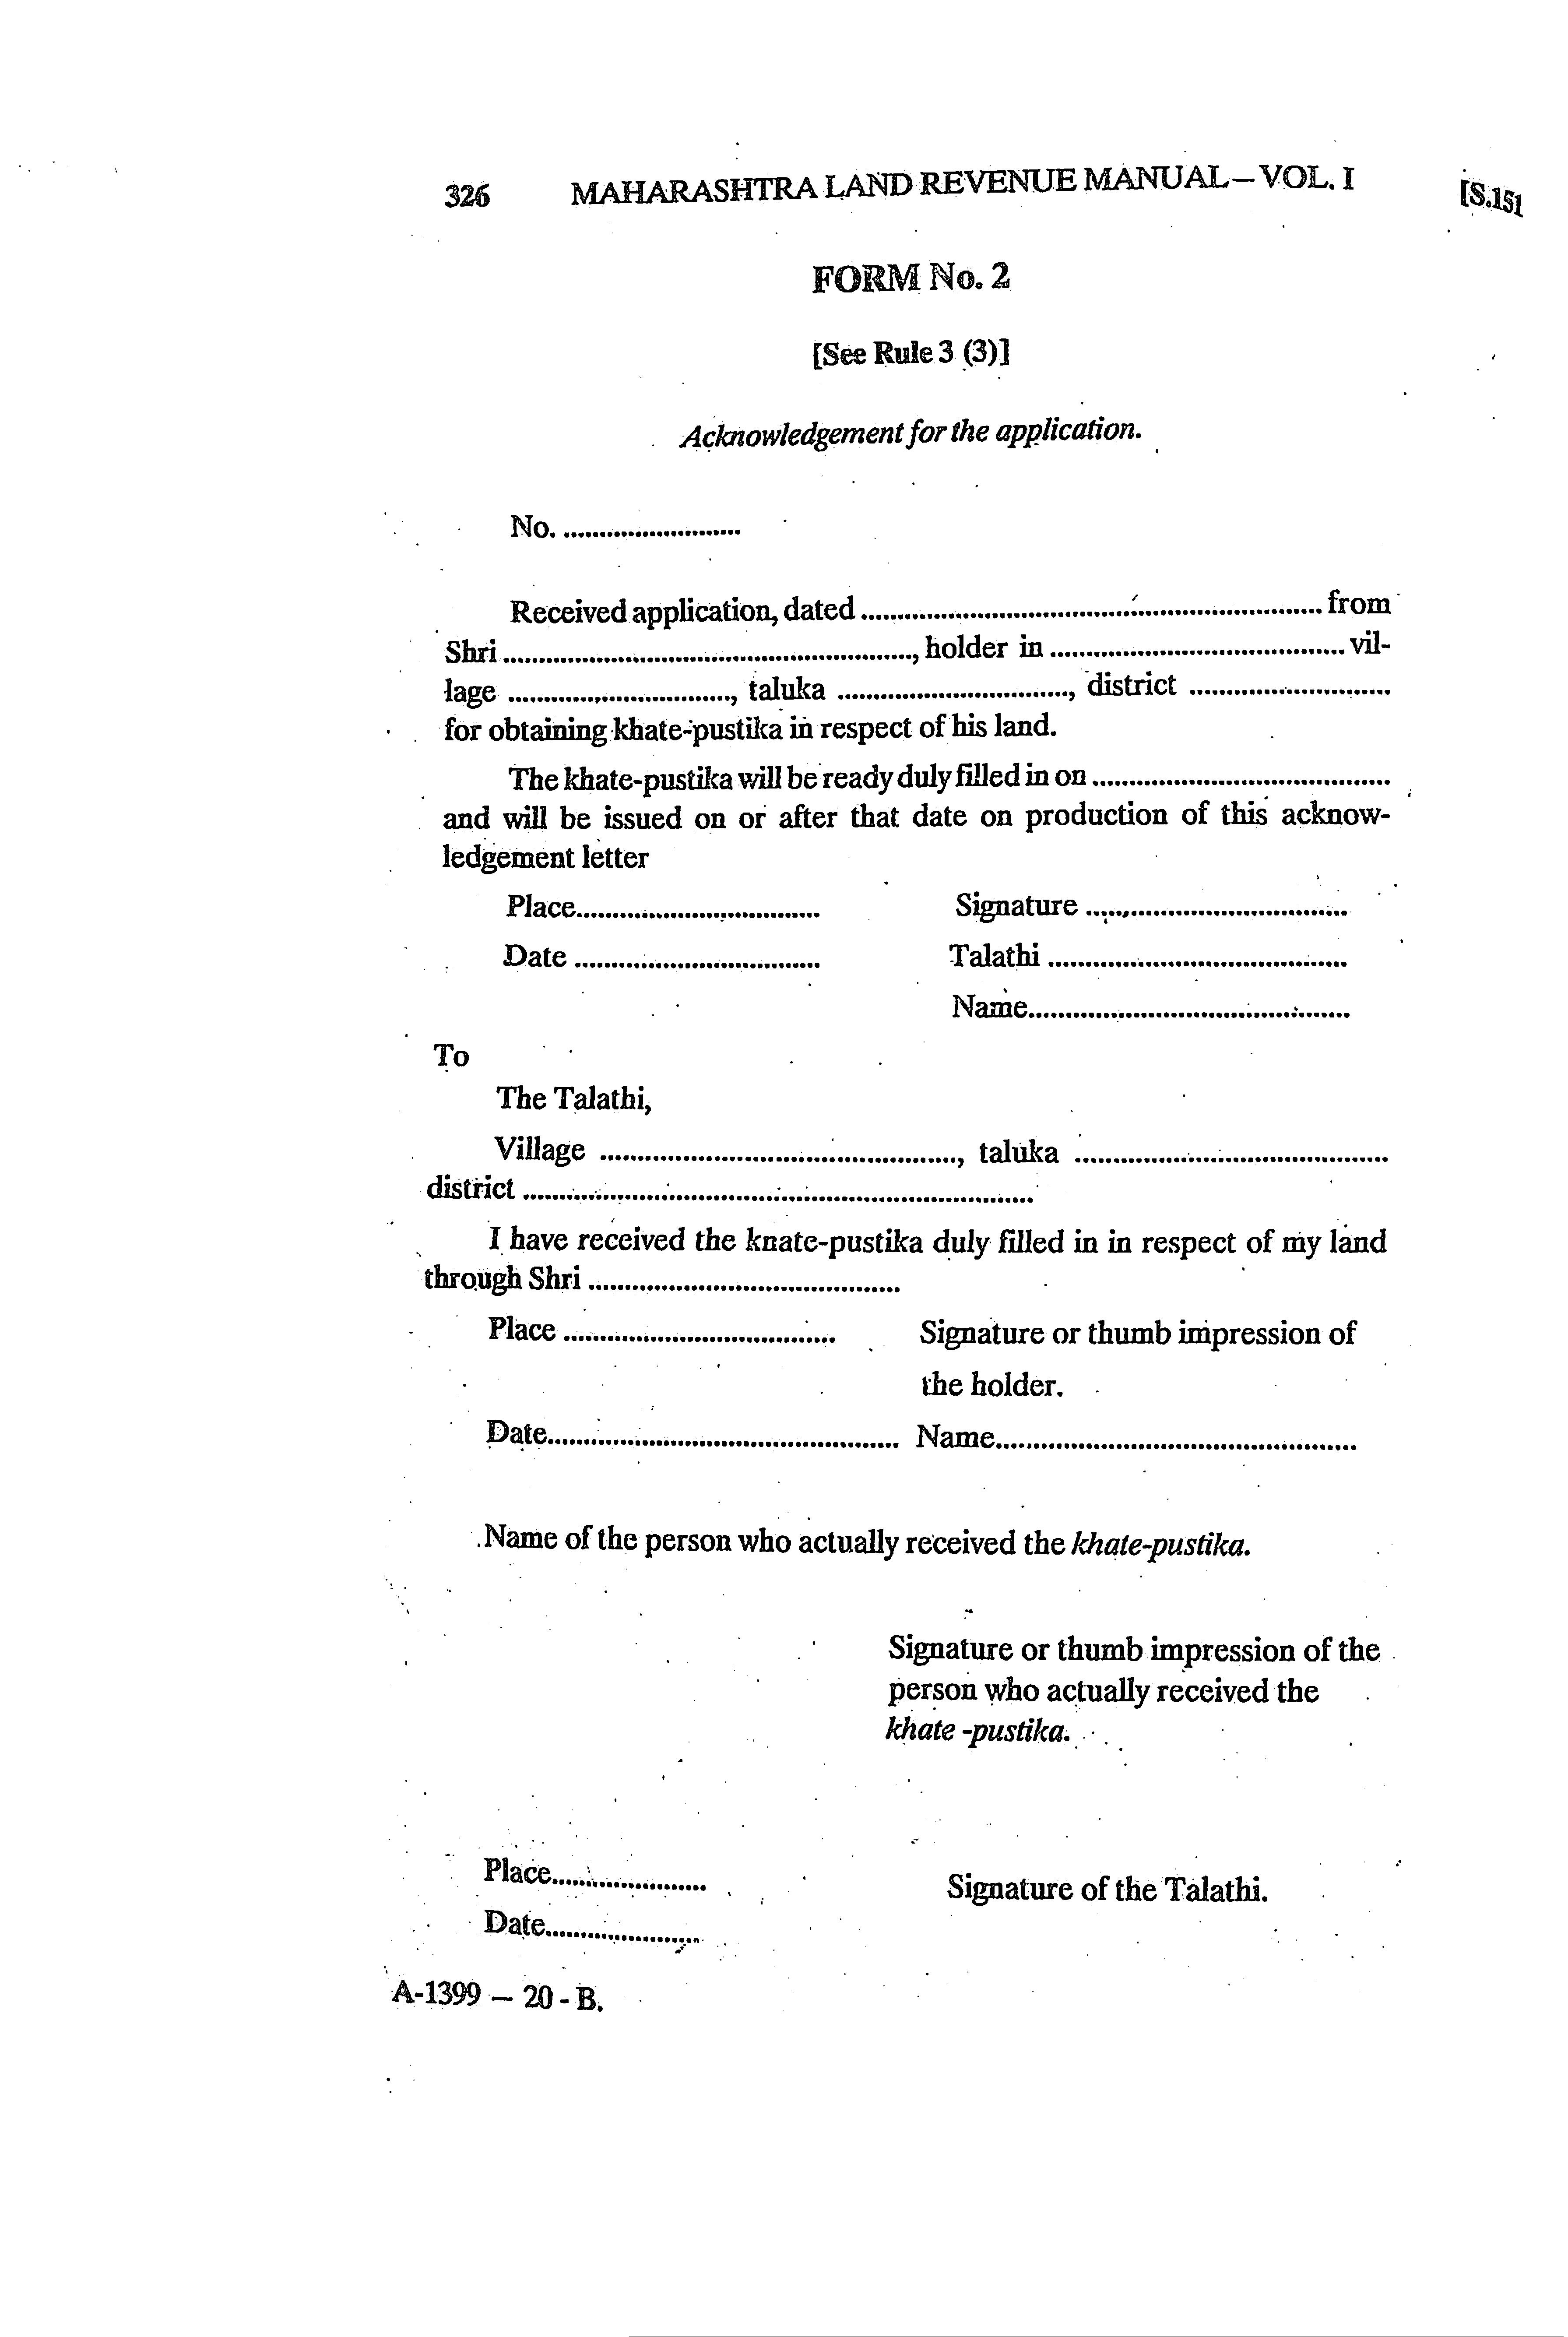 326 MAHARASHTRA LAND REVENUE MANUAL—VOL. I [S.151
FORM No. 2
[See Rule 3 (3)]
Acknowledgement for the application.
No. .........................
Received application, dated ................................................................ from
Shri ........................................................., holder in ......................................... vil-
lage ..............................., taluka ................................, district ............................
for obtaining khate-pustika in respect of his land.
The khate-pustika will be ready duly filled in on .........................................
and will be issued on or after that date on production of this acknow-
ledgement letter
Place.................................. Signature ....................................
Date .................................. Talathi .........................................
Name............................................
To
The Talathi,
Village ................................................., taluka ...........................................
district ......................................................................
I have received the knate-pustika duly filled in in respect of my land
through Shri ...........................................
Place ..................................... Signature or thumb impression of
the holder.
Date................................................ Name.................................................
Name of the person who actually received the khate-pustika.
Signature or thumb impression of the
person who actually received the
khate -pustika.
Place..................... Signature of the Talathi.
Date.....................
A-1399 — 20 - B.